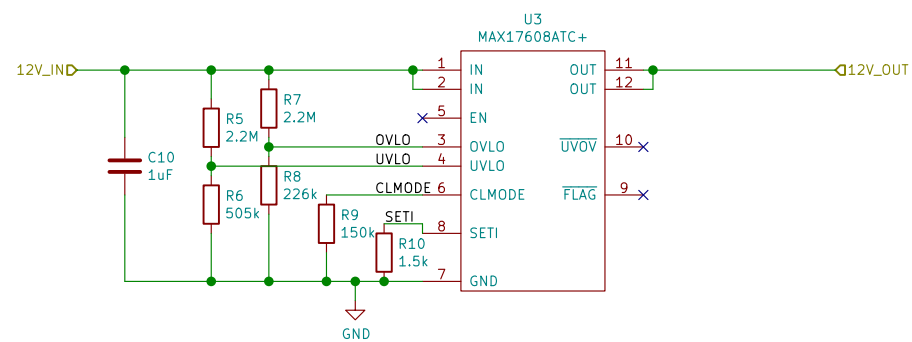 U3
MAX17608ATC+
12V_IN
1
IN
OUT
11
12V_OUT
2
IN
OUT
12
R7
2.2M
5
EN
R5
2.2M
OVLO
3
OVLO
UVOV
10
C10
1uF
UVLO
4
UVLO
R8
226k
CLMODE
6
CLMODE
FLAG
9
R6
505k
R9
150k
SETI
8
SETI
R10
1.5k
7
GND
GND